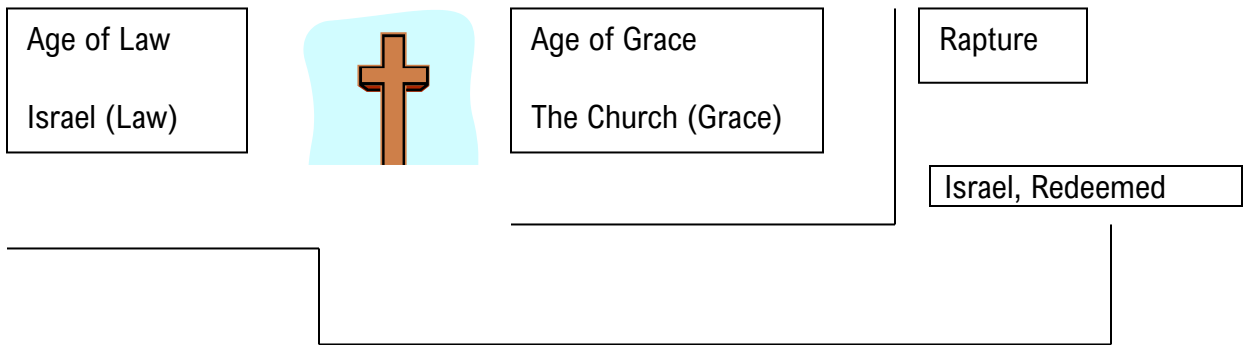 Age of Law
Israel (Law)
Age of Grace
The Church (Grace)
Rapture
Israel, Redeemed